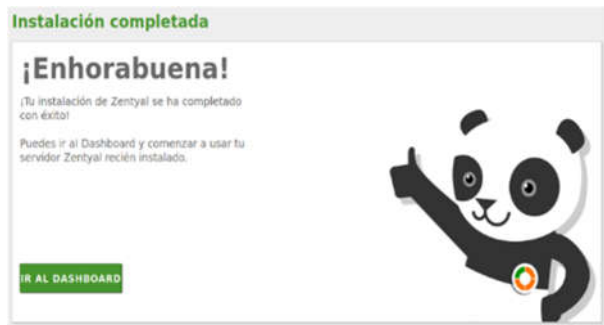 Instalación completada
¡Enhorabuena!
¡Tu instalación de Zentyal se ha completado
con éxito!
Puedes ir al Dashboard y comenzar a usar tu
servidor Zentyal recién instalado.
IR AL DASHBOARD